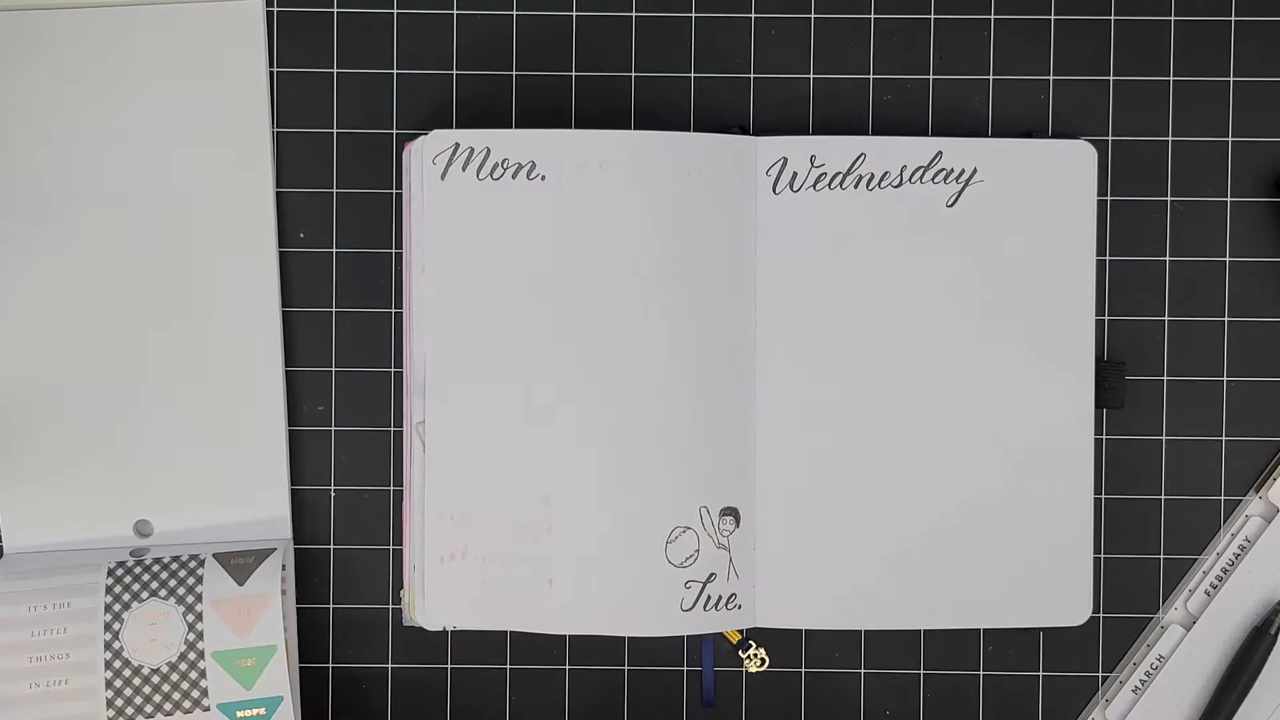 Mon.
Wednesday
Tue.
IT'S THE
LITTLE
THINGS
IN LIFE
NOPE
FEBRUARY
MARCH